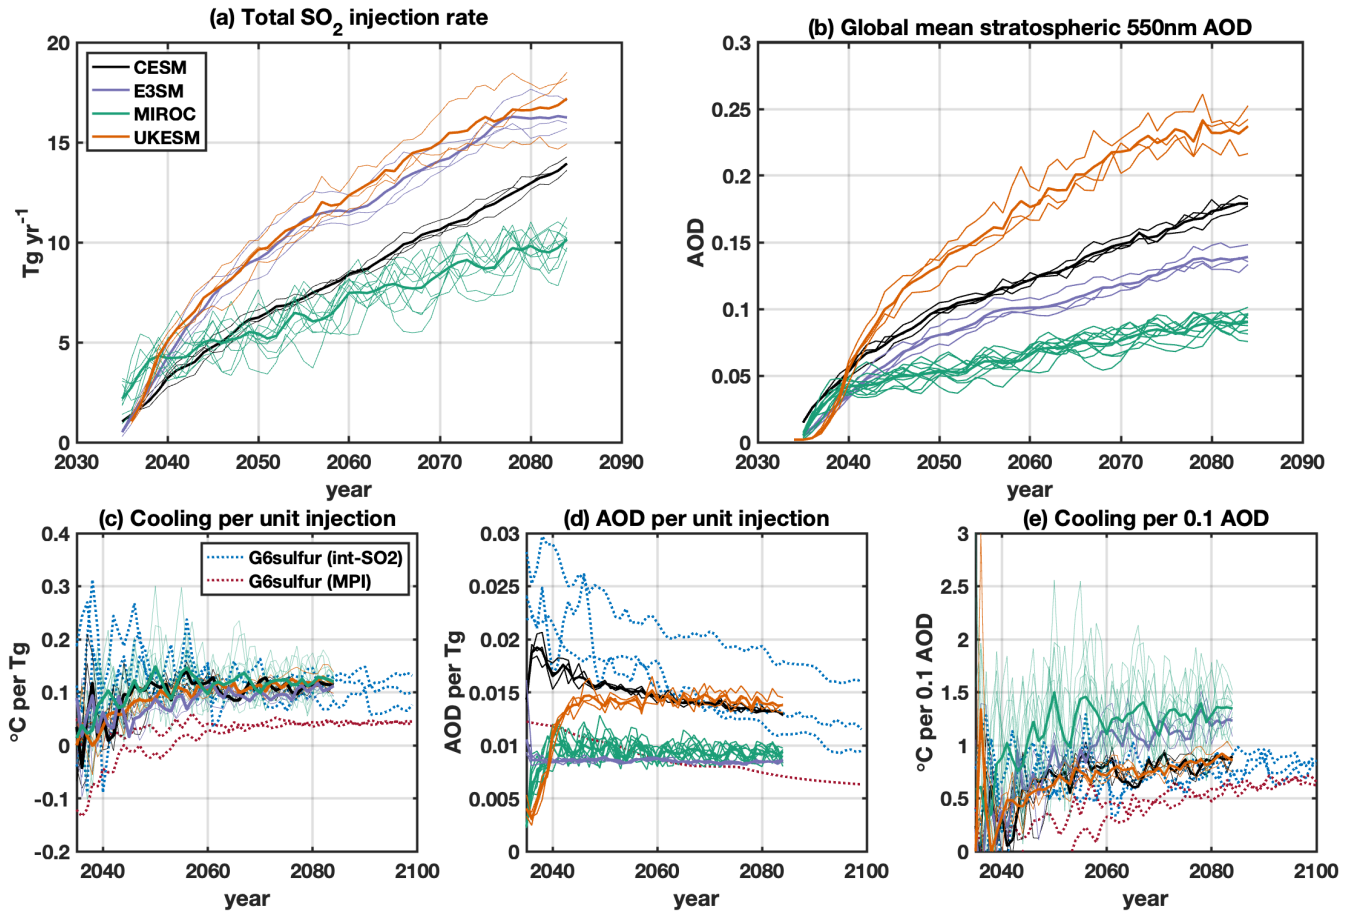 (a) Total SO2 injection rate
20
15
10
5
0
Tg yr-1
CESM
E3SM
MIROC
UKESM
2030 2040 2050 2060 2070 2080 2090
year
(b) Global mean stratospheric 550nm AOD
0.3
0.25
0.2
0.15
0.1
0.05
0
AOD
2030 2040 2050 2060 2070 2080 2090
year
(c) Cooling per unit injection
0.4
0.3
0.2
0.1
0
-0.1
-0.2
°C per Tg
G6sulfur (int-SO2)
G6sulfur (MPI)
2040 2060 2080 2100
year
(d) AOD per unit injection
0.03
0.025
0.02
0.015
0.01
0.005
0
AOD per Tg
2040 2060 2080 2100
year
(e) Cooling per 0.1 AOD
3
2.5
2
1.5
1
0.5
0
°C per 0.1 AOD
2040 2060 2080 2100
year